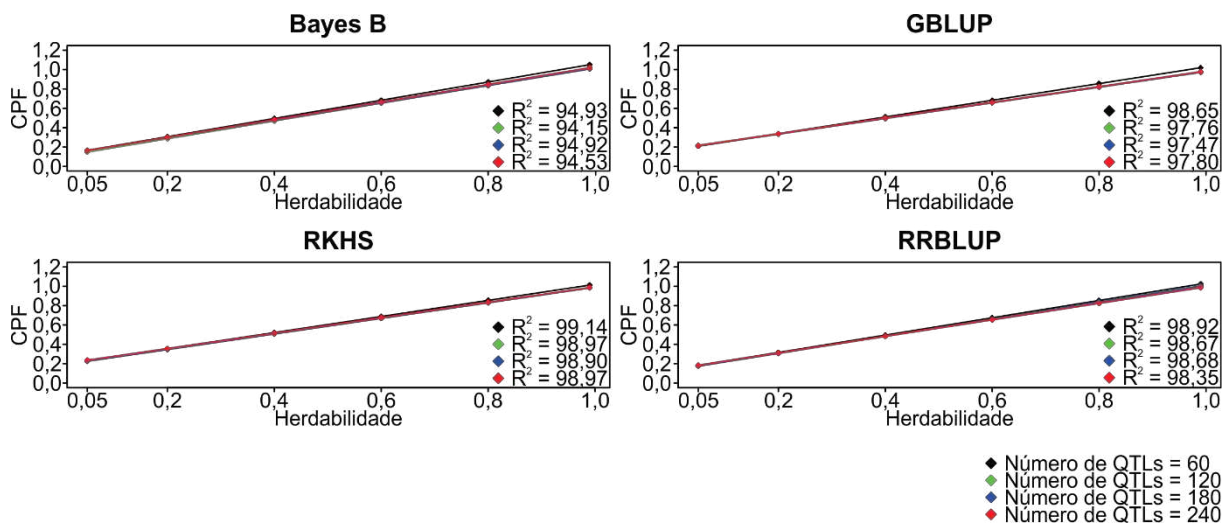 Bayes B
CPF
1,2
1,0
0,8
0,6
0,4
0,2
0,0
R² = 94,93
R² = 94,15
R² = 94,92
R² = 94,53
0,05 0,2 0,4 0,6 0,8 1,0
Herdabilidade
GBLUP
CPF
1,2
1,0
0,8
0,6
0,4
0,2
0,0
R² = 98,65
R² = 97,76
R² = 97,47
R² = 97,80
0,05 0,2 0,4 0,6 0,8 1,0
Herdabilidade
RKHS
CPF
1,2
1,0
0,8
0,6
0,4
0,2
0,0
R² = 99,14
R² = 98,97
R² = 98,90
R² = 98,97
0,05 0,2 0,4 0,6 0,8 1,0
Herdabilidade
RRBLUP
CPF
1,2
1,0
0,8
0,6
0,4
0,2
0,0
R² = 98,92
R² = 98,67
R² = 98,68
R² = 98,35
0,05 0,2 0,4 0,6 0,8 1,0
Herdabilidade
Número de QTLs = 60
Número de QTLs = 120
Número de QTLs = 180
Número de QTLs = 240